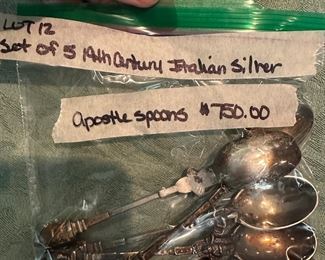 LOT 12
Set of 5 19th Century Italian Silver
apostle spoons $750.00